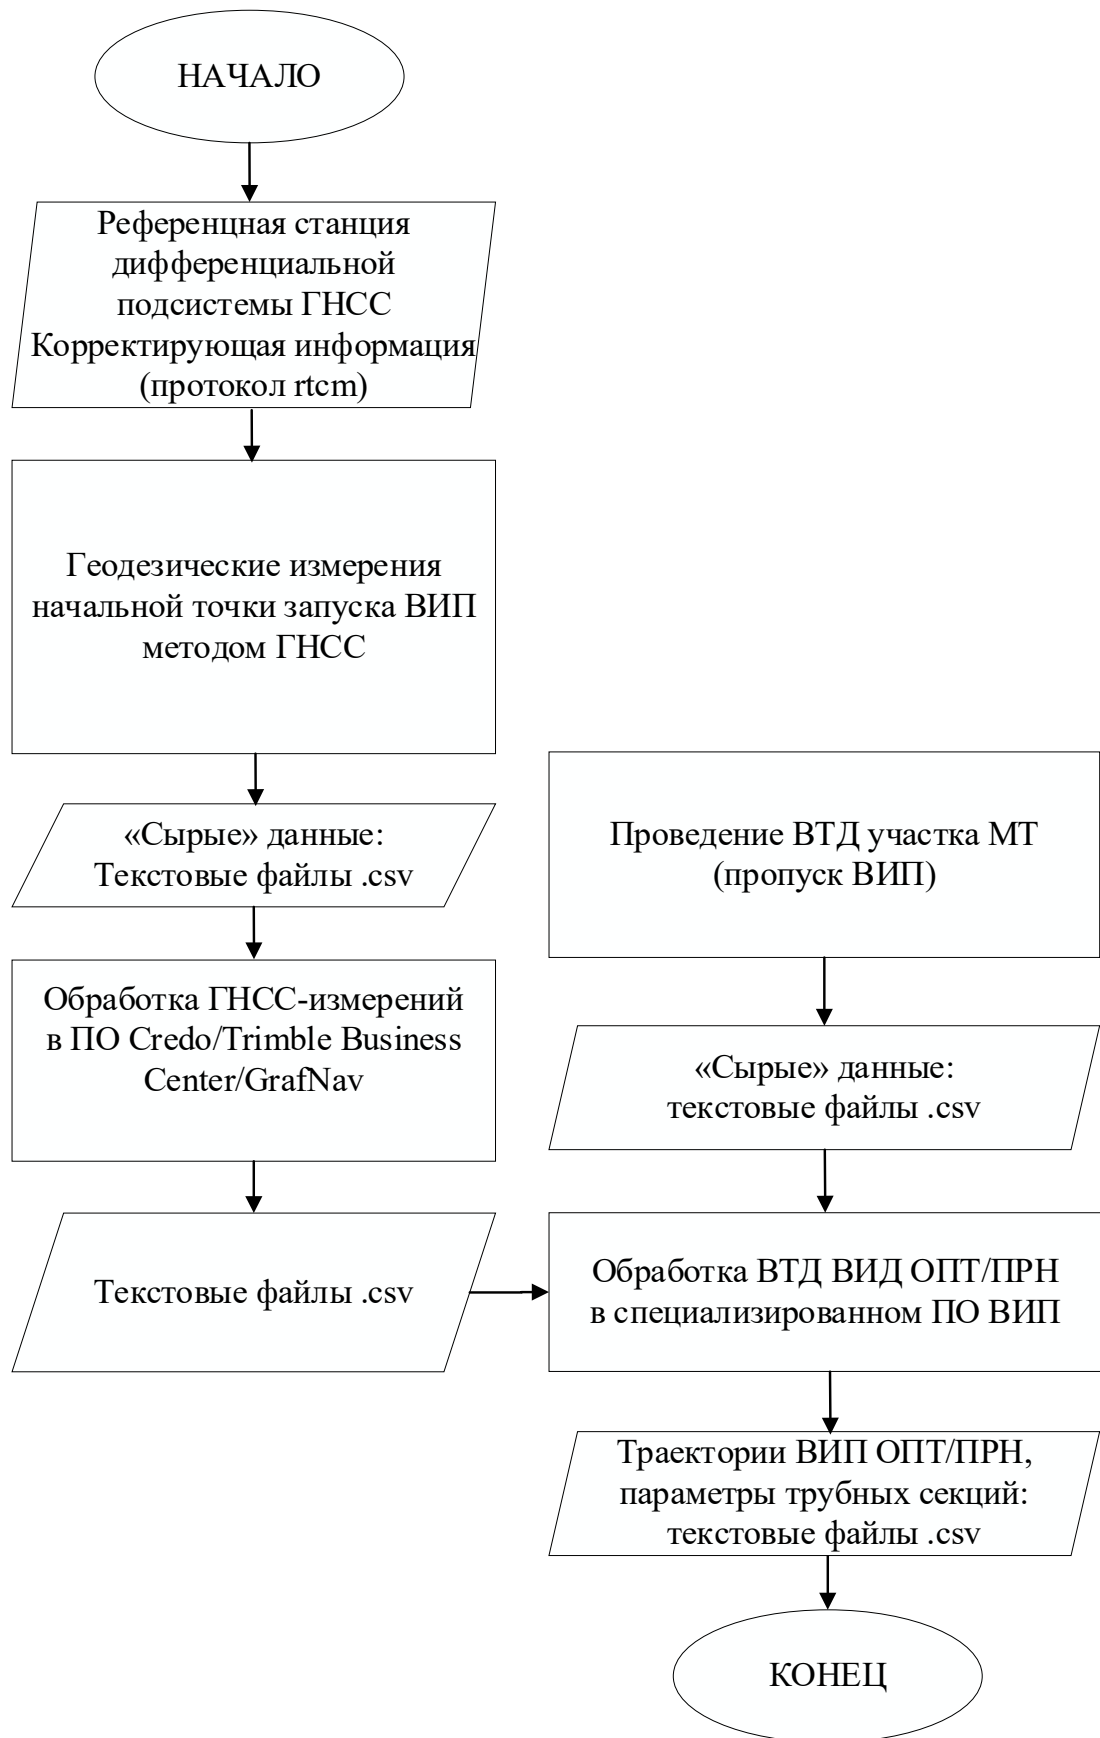 НАЧАЛО
Референцная станция
дифференциальной
подсистемы ГНСС
Корректирующая информация
(протокол rtcm)
Геодезические измерения
начальной точки запуска ВИП
методом ГНСС
«Сырые» данные:
Текстовые файлы .csv
Обработка ГНСС-измерений
в ПО Credo/Trimble Business
Center/GrafNav
Текстовые файлы .csv
Проведение ВТД участка МТ
(пропуск ВИП)
«Сырые» данные:
текстовые файлы .csv
Обработка ВТД ВИД ОПТ/ПРН
в специализированном ПО ВИП
Траектории ВИП ОПТ/ПРН,
параметры трубных секций:
текстовые файлы .csv
КОНЕЦ